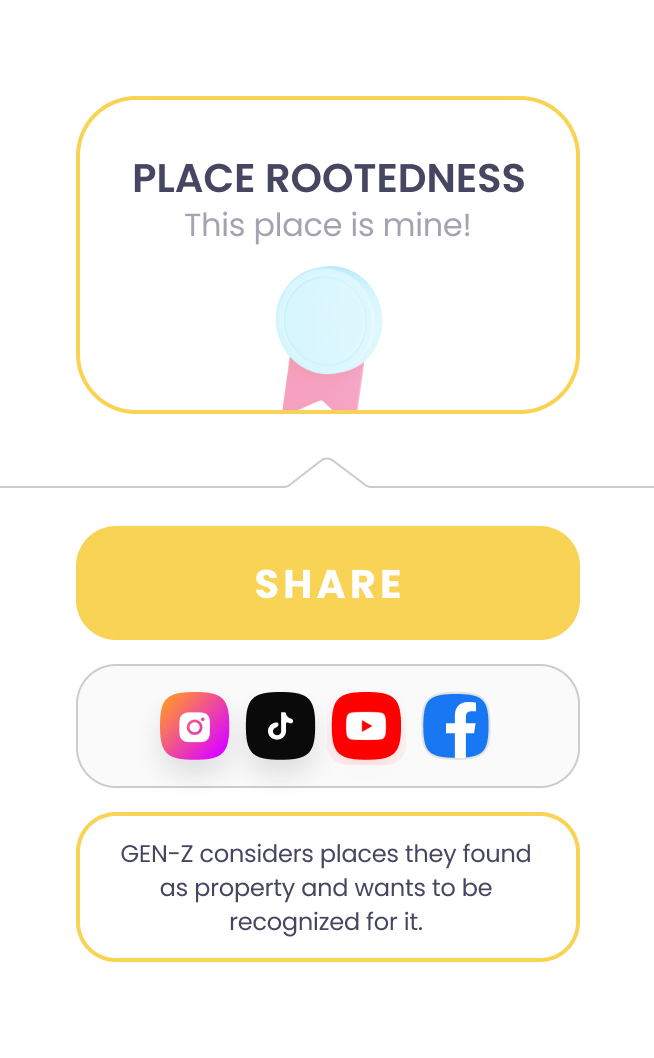 PLACE ROOTEDNESS
This place is mine!
SHARE
GEN-Z considers places they found
as property and wants to be
recognized for it.